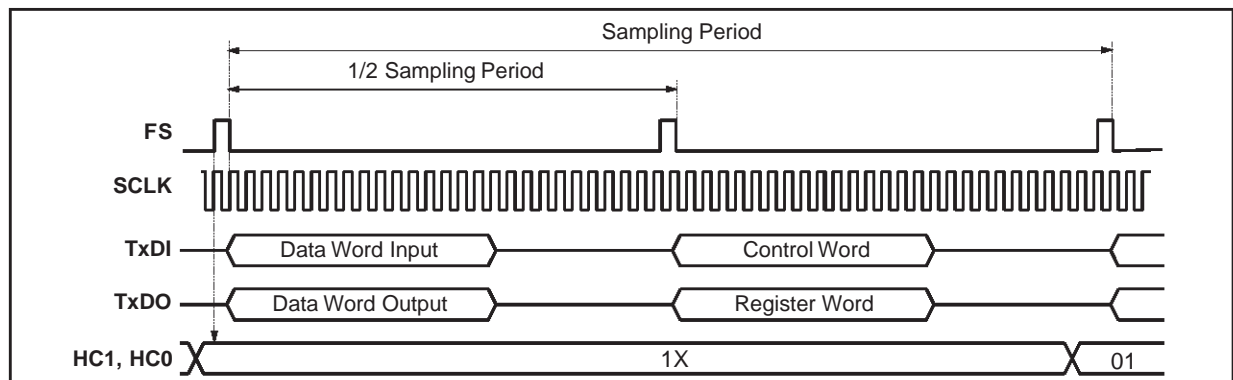 Sampling Period
1/2 Sampling Period
FS
SCLK
TxDI Data Word Input Control Word
TxDO Data Word Output Register Word
HC1, HC0 1X 01